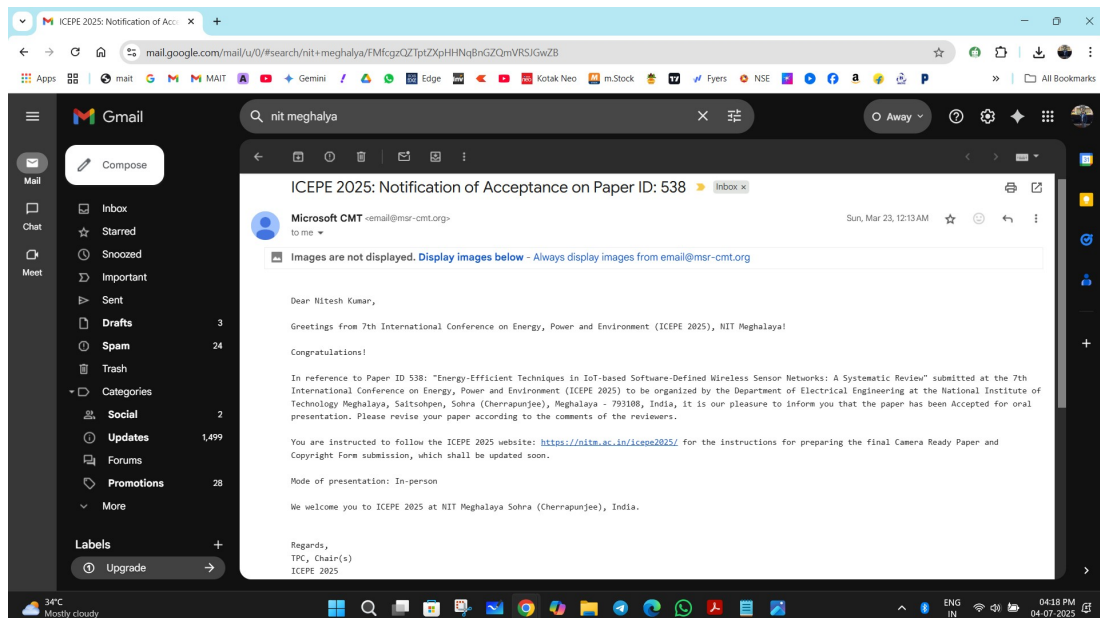 ICEPE 2025: Notification of Acc
mail.google.com/mail/u/0/#search/nit+meghalya/FMfcgzQZTptZXpHHNqBnGZQmVRSJGwZB
Apps mait MAIT Gemini Edge Kotak Neo m.Stock Fyers NSE » All Bookmarks
Gmail
nit meghalya
Away
Compose
Mail
Chat
Meet
Inbox
Starred
Snoozed
Important
Sent
Drafts 3
Spam 24
Trash
Categories
Social 2
Updates 1,499
Forums
Promotions 28
More
Labels +
Upgrade
ICEPE 2025: Notification of Acceptance on Paper ID: 538 Inbox x
Microsoft CMT <email@msr-cmt.org> Sun, Mar 23, 12:13 AM
to me
Images are not displayed. Display images below - Always display images from email@msr-cmt.org
Dear Nitesh Kumar,
Greetings from 7th International Conference on Energy, Power and Environment (ICEPE 2025), NIT Meghalaya!
Congratulations!
In reference to Paper ID 538: "Energy-Efficient Techniques in IoT-based Software-Defined Wireless Sensor Networks: A Systematic Review" submitted at the 7th
International Conference on Energy, Power and Environment (ICEPE 2025) to be organized by the Department of Electrical Engineering at the National Institute of
Technology Meghalaya, Saitsohpen, Sohra (Cherrapunjee), Meghalaya - 793108, India, it is our pleasure to inform you that the paper has been Accepted for oral
presentation. Please revise your paper according to the comments of the reviewers.
You are instructed to follow the ICEPE 2025 website: https://nitm.ac.in/icepe2025/ for the instructions for preparing the final Camera Ready Paper and
Copyright Form submission, which shall be updated soon.
Mode of presentation: In-person
We welcome you to ICEPE 2025 at NIT Meghalaya Sohra (Cherrapunjee), India.
Regards,
TPC, Chair(s)
ICEPE 2025
34°C
Mostly cloudy
ENG
IN
04:18 PM
04-07-2025